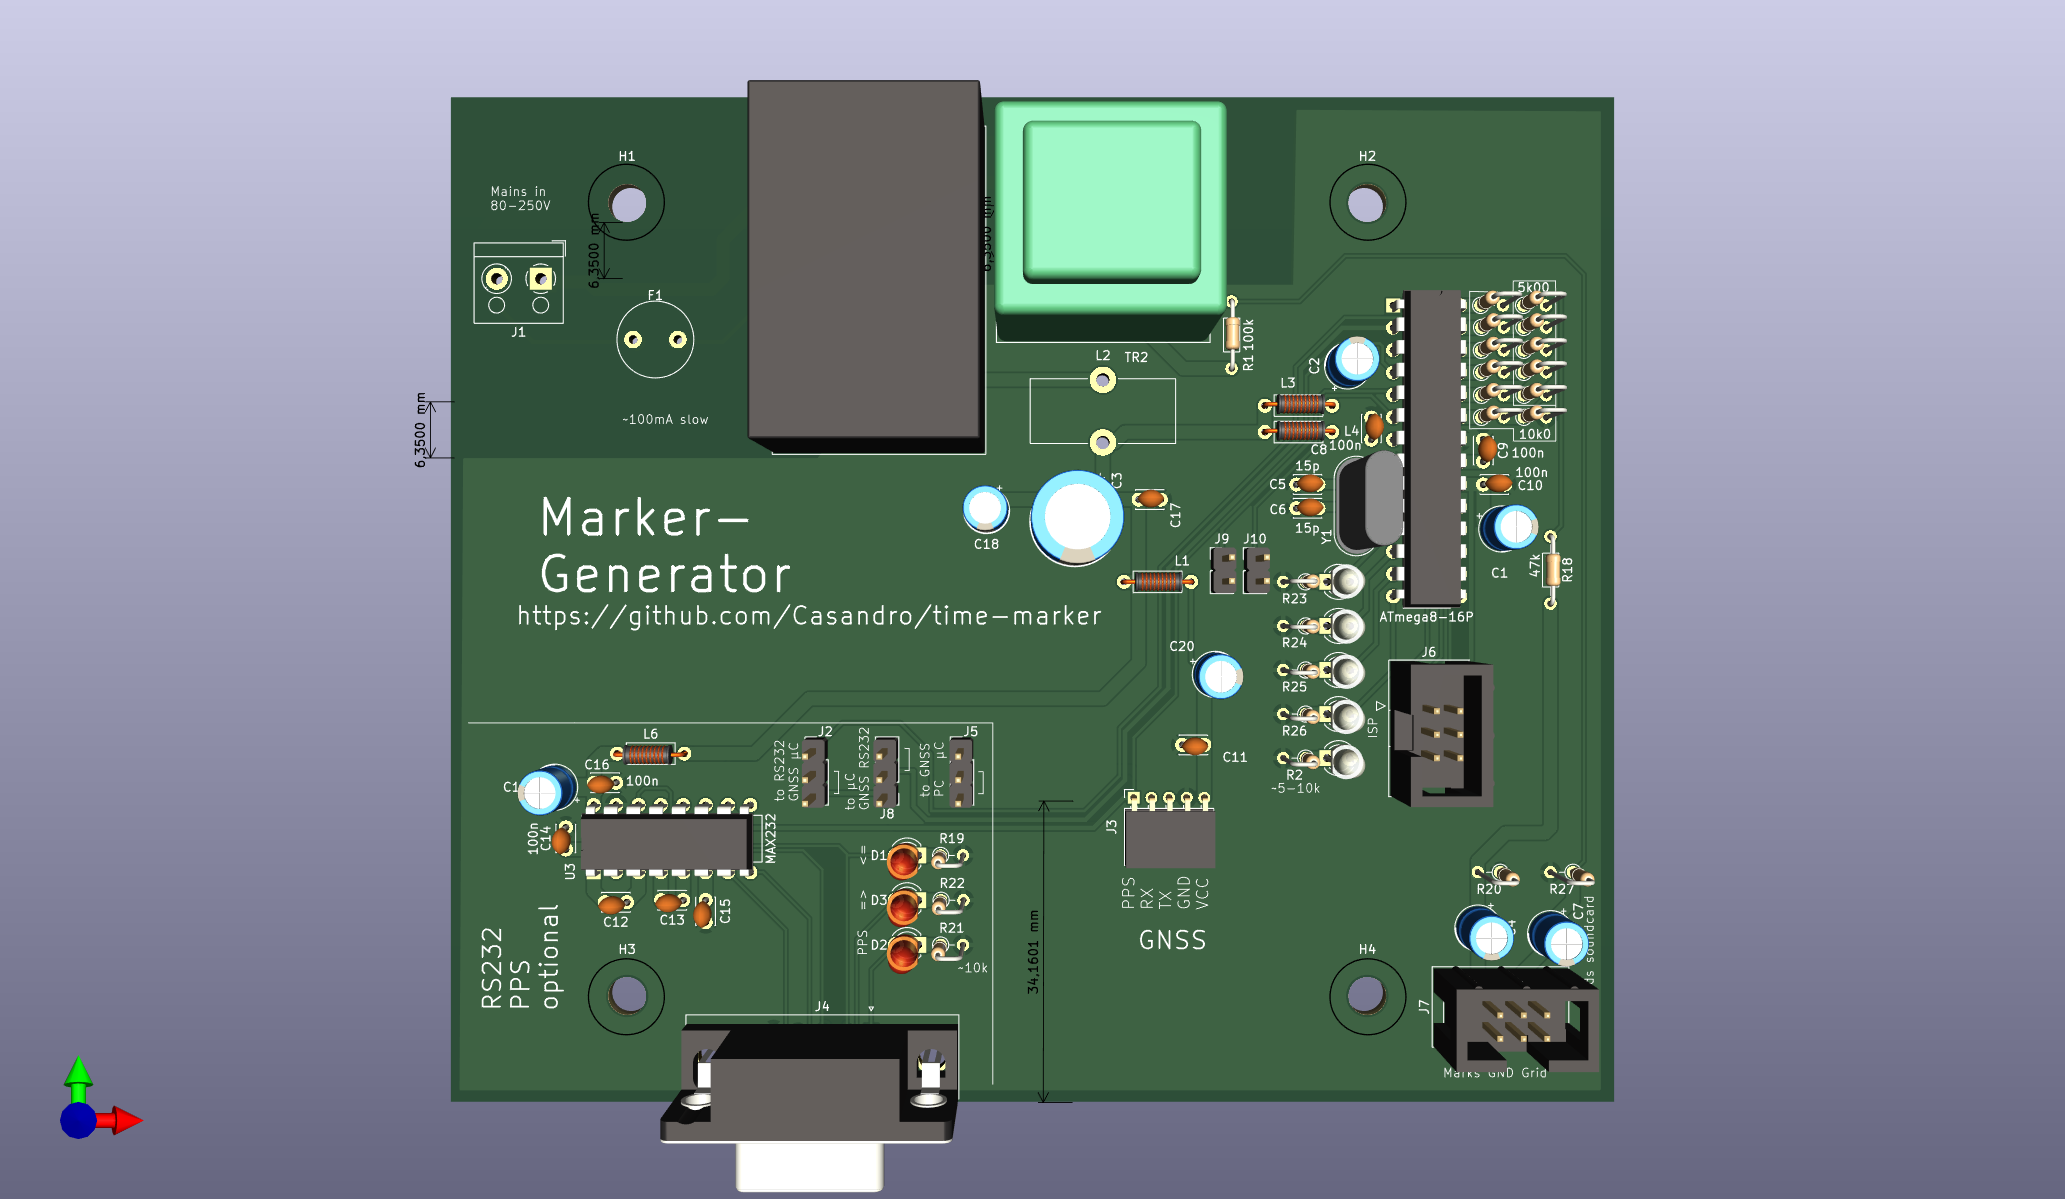 H1
H2
Mains in
80-250V
6,3500 mm
J1
F1
~100mA slow
6,3500 mm
L2
TR2
R1 100k
C2
L3
L4
C8
100n
5k00
10k0
C9
100n
100n
C10
15p
C5
C6
15p
Y1
C1
47k
R18
ATmega8-16P
C3
C17
C18
Marker-
Generator
https://github.com/Casandro/time-marker
L1
J9
J10
R23
R24
R25
R26
R2
~5-10k
C20
C11
J6
ISP
L6
C16
100n
C1
100n
C14
U3
MAX232
C12
C13
C15
J2
to RS232
GNSS µC
to µC
GNSS RS232
J8
J5
to GNSS
PC µC
=<
D1
R19
>=
D3
R22
PPS
D2
R21
~10k
J3
PPS
RX
TX
GND
VCC
GNSS
34,1601 mm
RS232
PPS
optional
H3
H4
J4
R20
R27
C7
soundcard
J7
Marks GND Grid